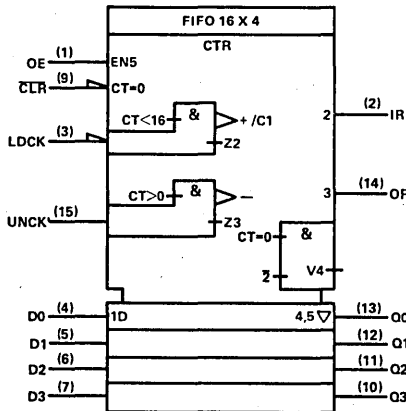 FIFO 16 X 4
CTR
OE (1) EN5
CLR (9) CT=0
CT<16 & + /C1
2 (2) IR
LDCK (3) Z2
CT>0 & −
3 (14) OR
UNCK (15) Z3
CT=0 &
2 V4
D0 (4) 1D 4,5 ▽ (13) Q0
D1 (5) (12) Q1
D2 (6) (11) Q2
D3 (7) (10) Q3